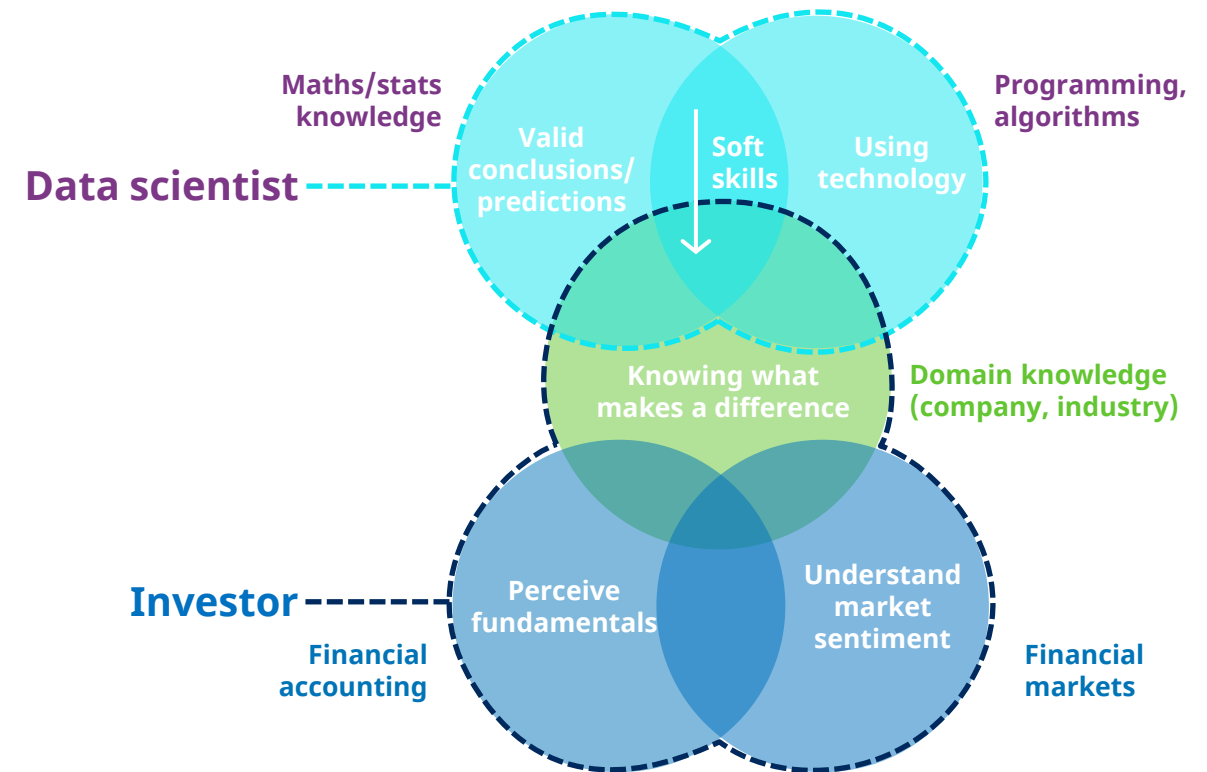 Maths/stats
knowledge
Programming,
algorithms
Valid
conclusions/
predictions
Soft
skills
Using
technology
Data scientist
Knowing what
makes a difference
Domain knowledge
(company, industry)
Perceive
fundamentals
Understand
market
sentiment
Investor
Financial
accounting
Financial
markets